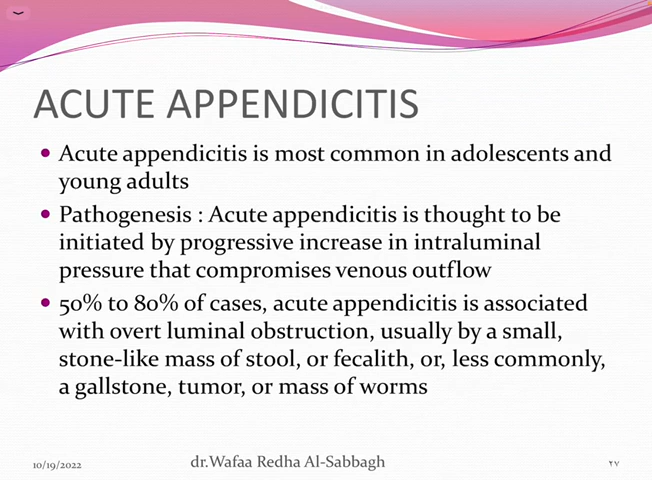 ACUTE APPENDICITIS
• Acute appendicitis is most common in adolescents and
young adults
• Pathogenesis : Acute appendicitis is thought to be
initiated by progressive increase in intraluminal
pressure that compromises venous outflow
• 50% to 80% of cases, acute appendicitis is associated
with overt luminal obstruction, usually by a small,
stone-like mass of stool, or fecalith, or, less commonly,
a gallstone, tumor, or mass of worms
10/19/2022 dr.Wafaa Redha Al-Sabbagh ٢٧